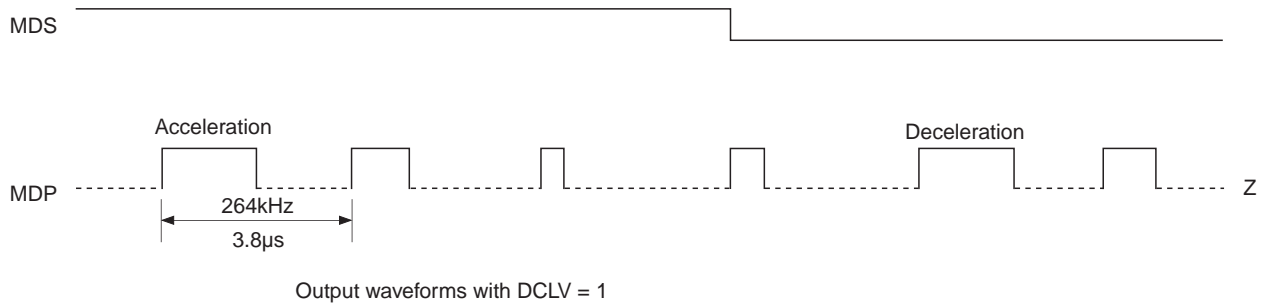 MDS
Acceleration
Deceleration
MDP
Z
264kHz
3.8µs
Output waveforms with DCLV = 1